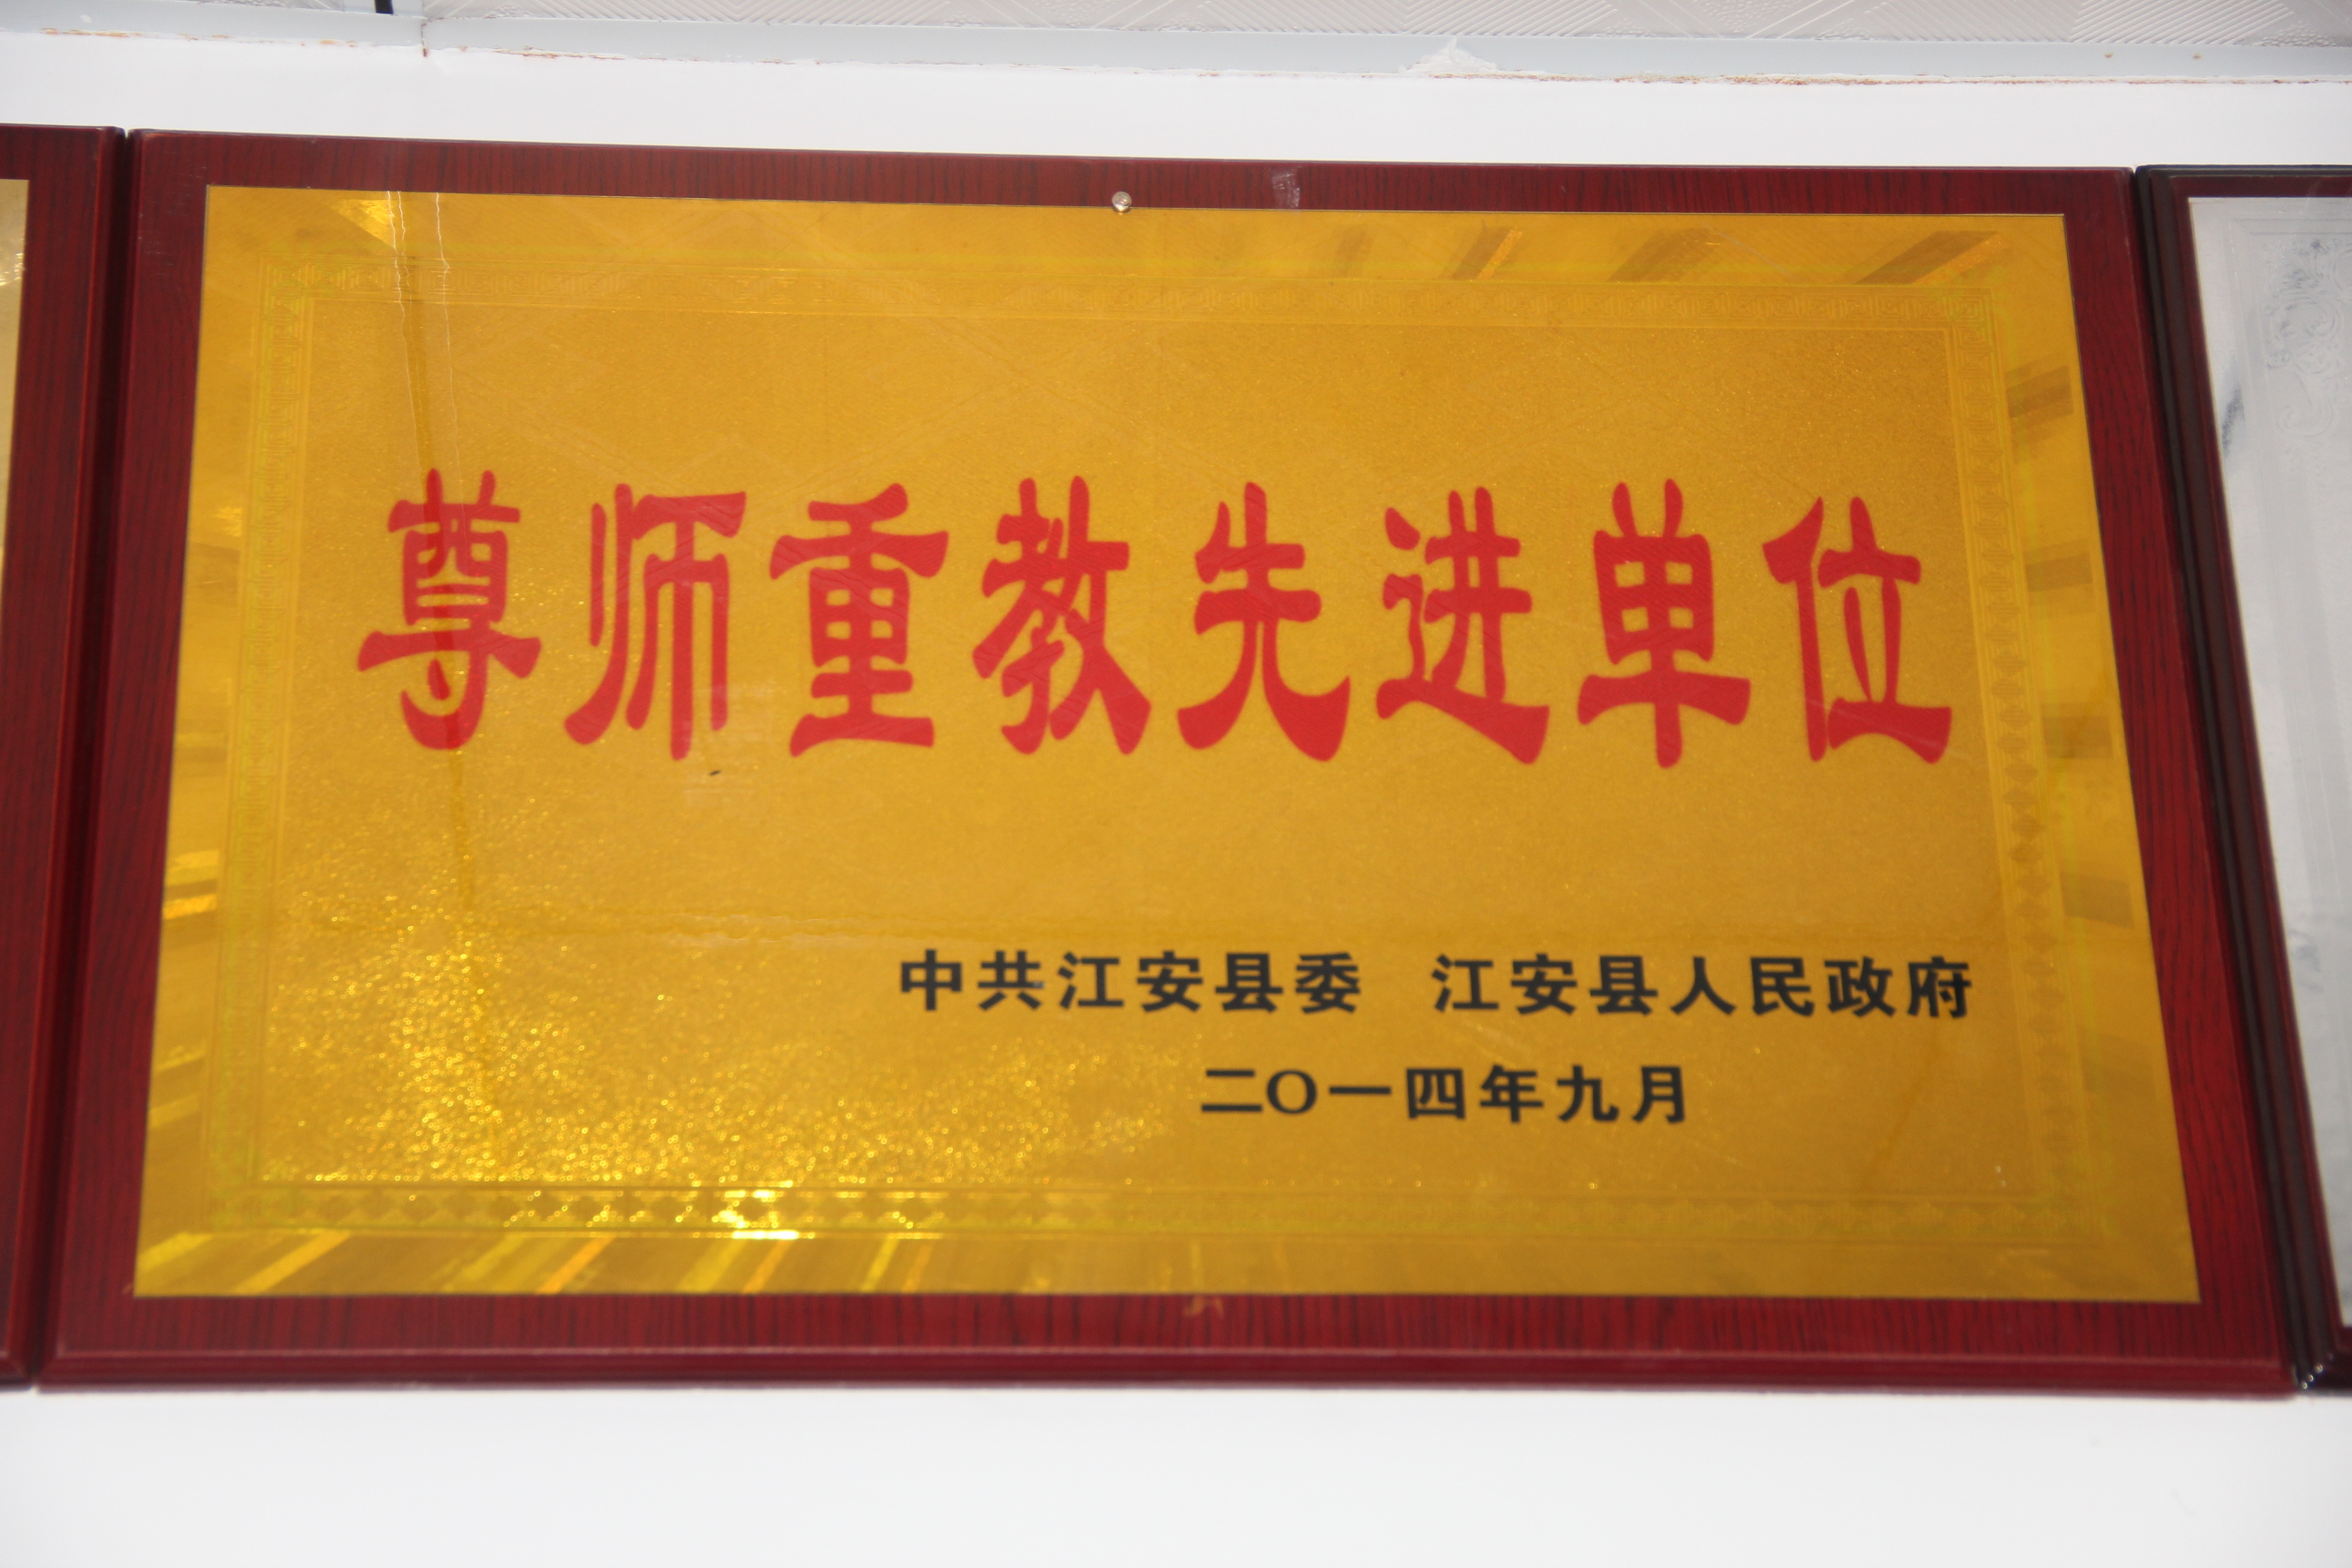 尊师重教先进单位
中共江安县委 江安县人民政府
二〇一四年九月